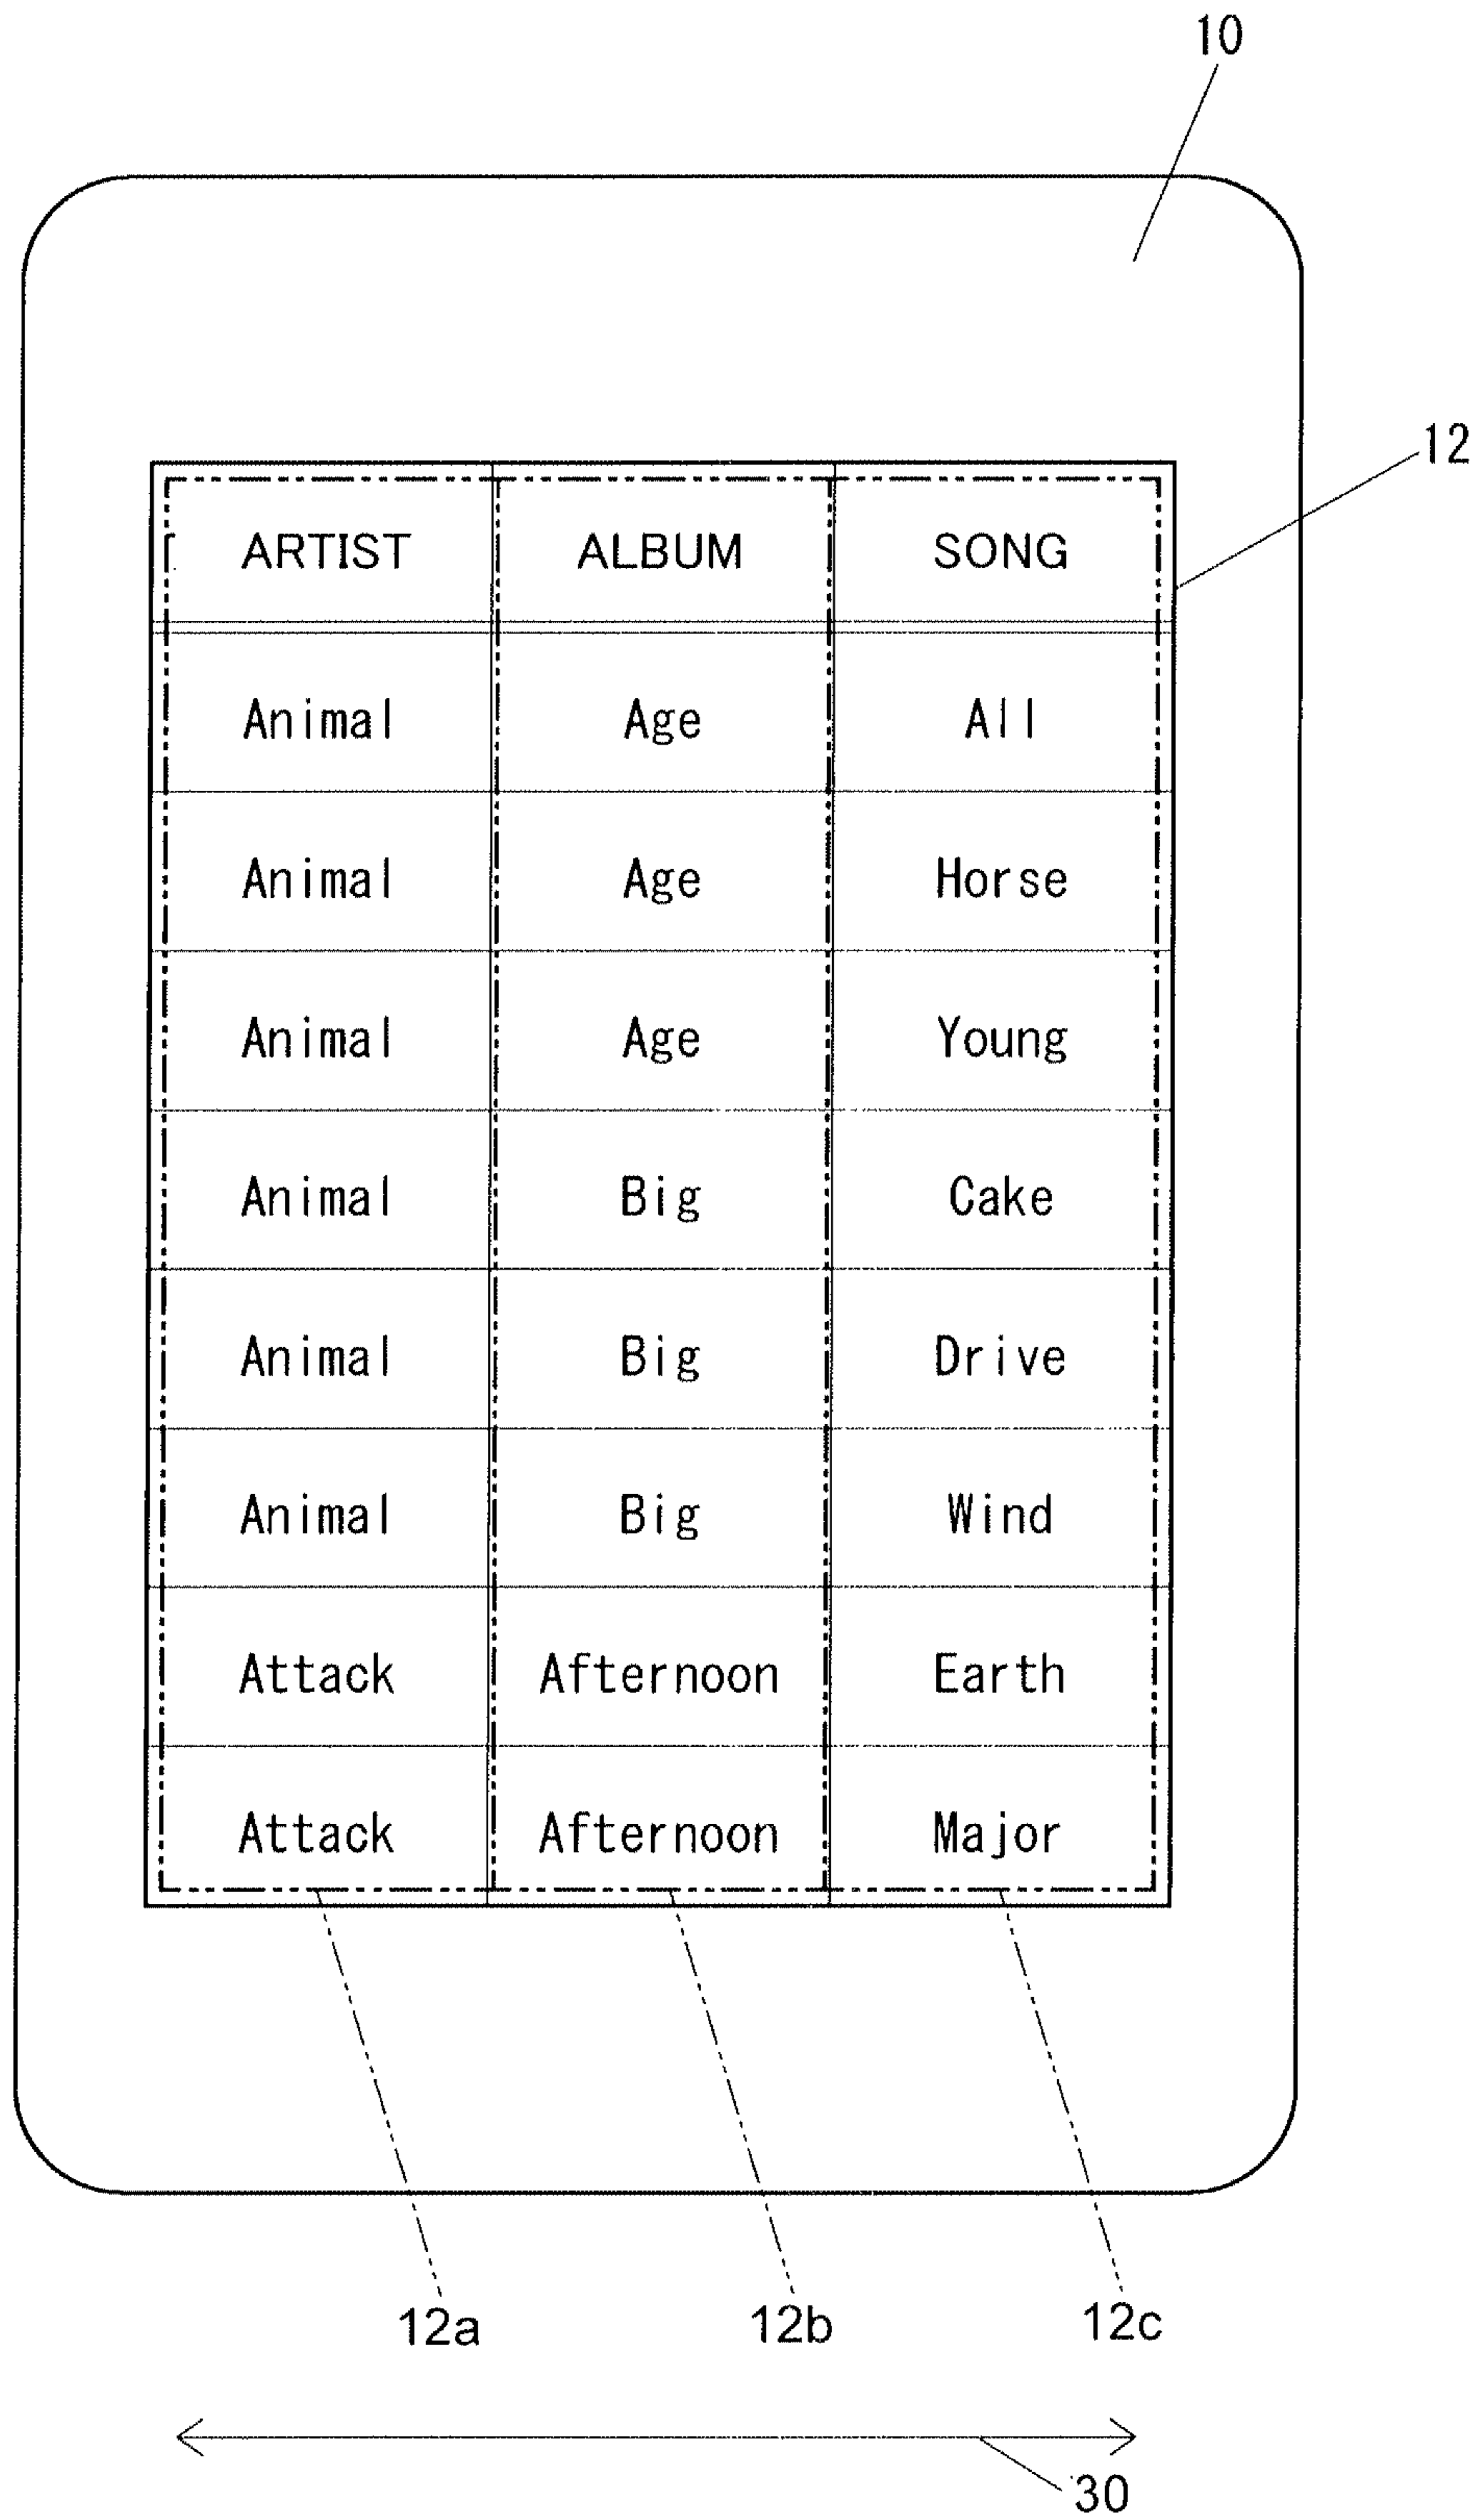 10
12
ARTIST ALBUM SONG
Animal Age All
Animal Age Horse
Animal Age Young
Animal Big Cake
Animal Big Drive
Animal Big Wind
Attack Afternoon Earth
Attack Afternoon Major
12a 12b 12c
30